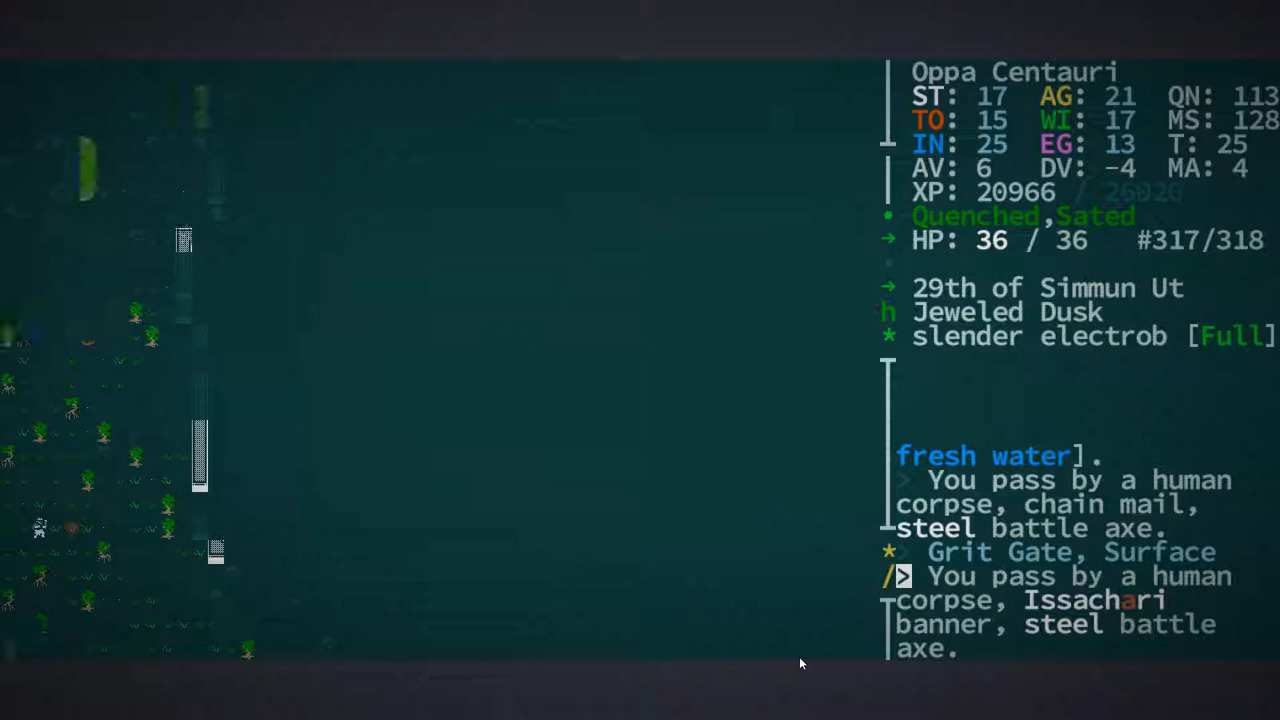 Oppa Centauri
ST: 17 AG: 21 QN: 113
TO: 15 WI: 17 MS: 128
IN: 25 EG: 13 T: 25
AV: 6 DV: -4 MA: 4
XP: 20966 / 26020
Quenched,Sated
HP: 36 / 36 #317/318
29th of Simmun Ut
h Jeweled Dusk
* slender electrob [Full]
fresh water].
> You pass by a human
corpse, chain mail,
steel battle axe.
*> Grit Gate, Surface
/> You pass by a human
corpse, Issachari
banner, steel battle
axe.